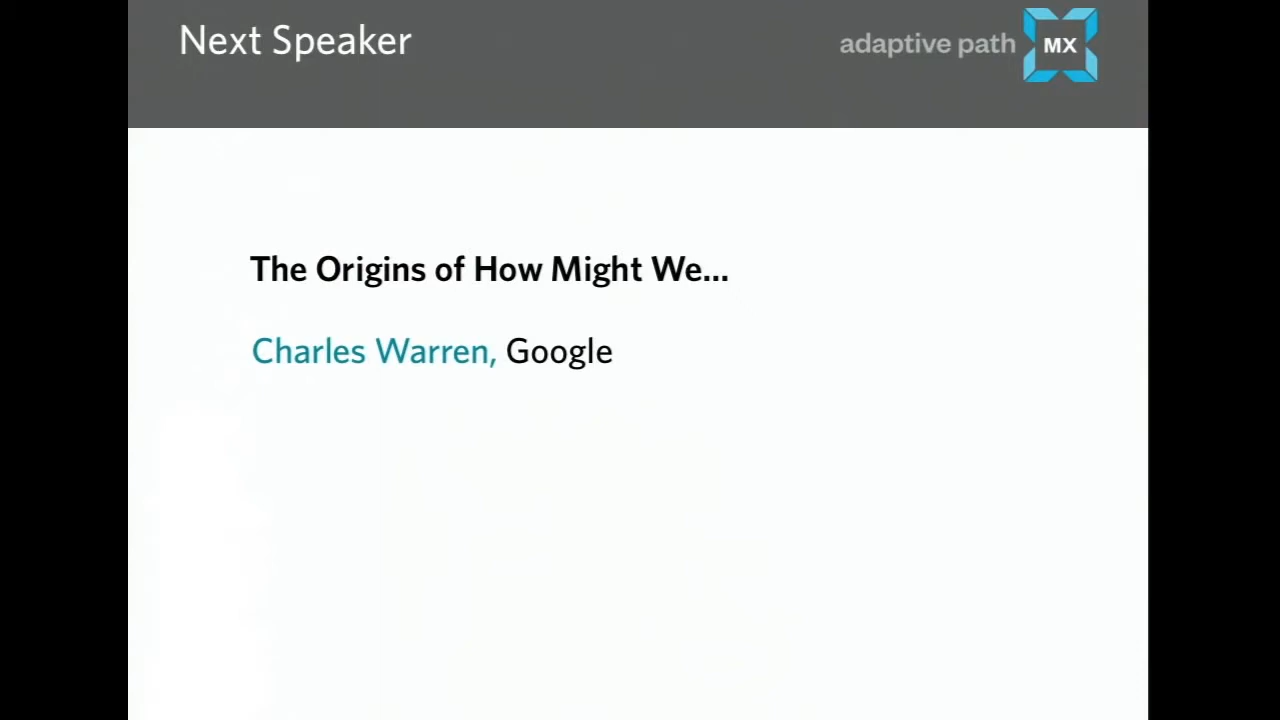 Next Speaker
adaptive path MX
The Origins of How Might We...
Charles Warren, Google